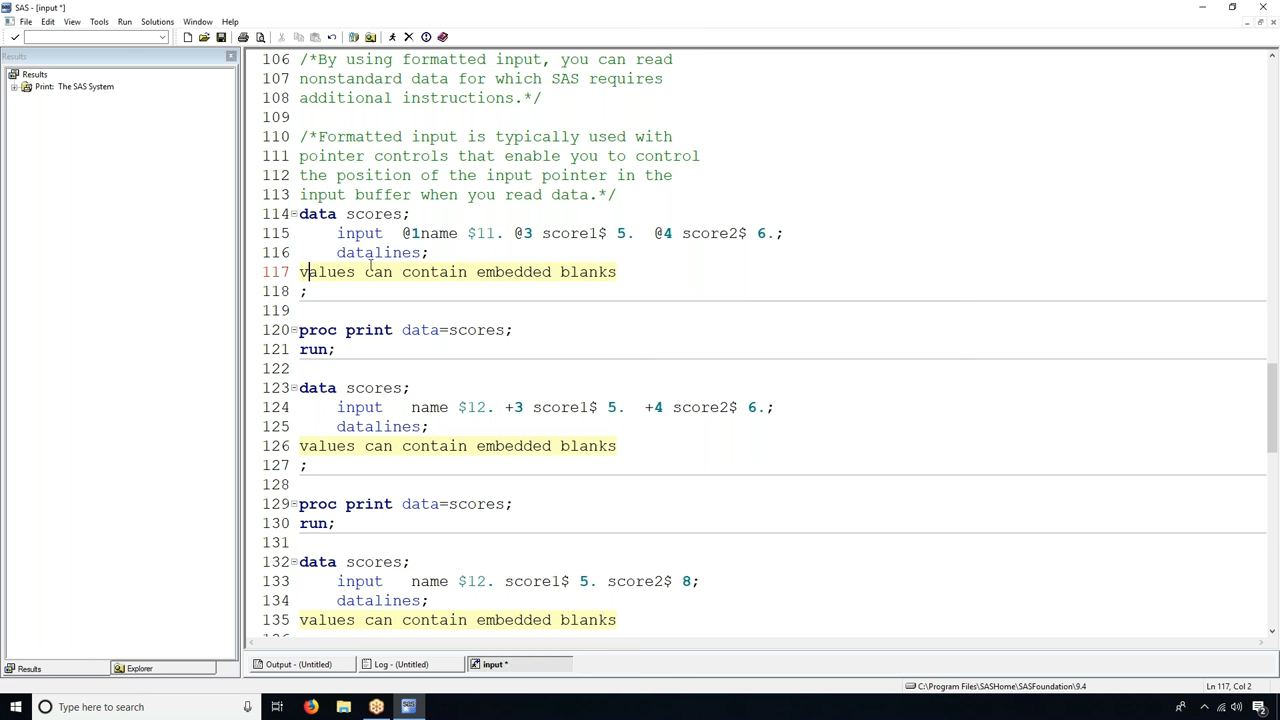 SAS - [input *]
File Edit View Tools Run Solutions Window Help
Results
Results
Print: The SAS System
106 /*By using formatted input, you can read
107 nonstandard data for which SAS requires
108 additional instructions.*/
109
110 /*Formatted input is typically used with
111 pointer controls that enable you to control
112 the position of the input pointer in the
113 input buffer when you read data.*/
114 data scores;
115 input @1name $11. @3 score1$ 5. @4 score2$ 6.;
116 datalines;
117 values can contain embedded blanks
118 ;
119
120 proc print data=scores;
121 run;
122
123 data scores;
124 input name $12. +3 score1$ 5. +4 score2$ 6.;
125 datalines;
126 values can contain embedded blanks
127 ;
128
129 proc print data=scores;
130 run;
131
132 data scores;
133 input name $12. score1$ 5. score2$ 8;
134 datalines;
135 values can contain embedded blanks
Results Explorer
Output - (Untitled) Log - (Untitled) input *
C:\Program Files\SASHome\SASFoundation\9.4 Ln 117, Col 2
Type here to search